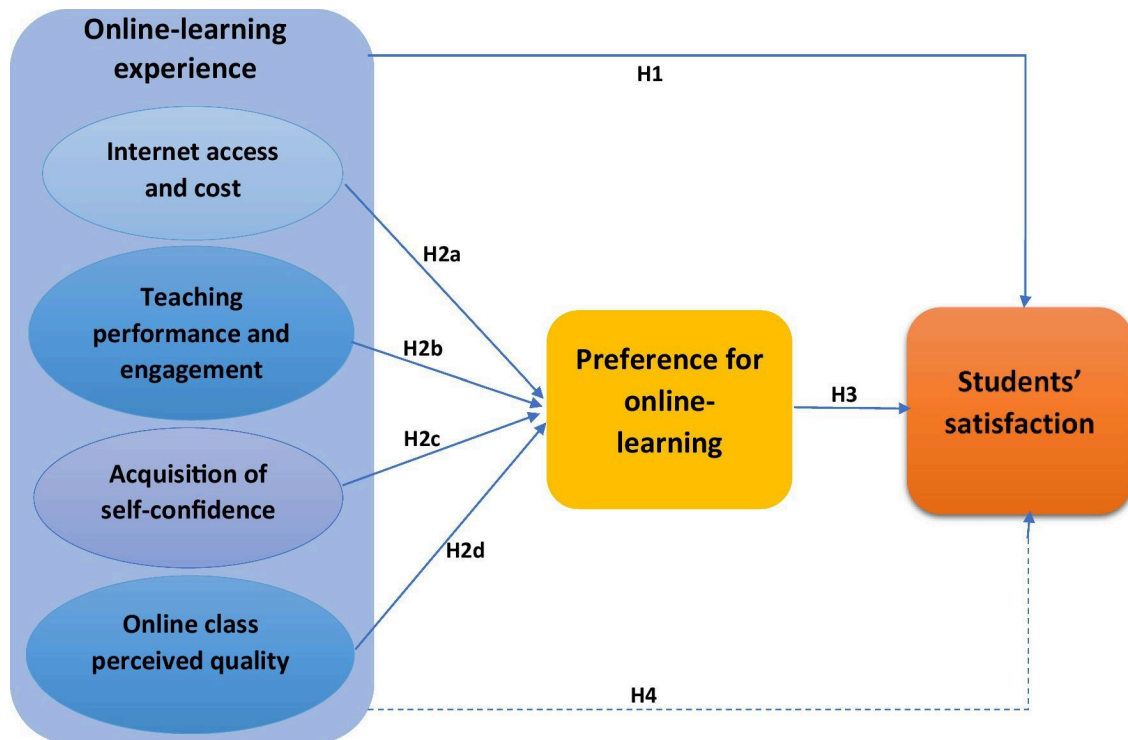 Online-learning
experience
H1
Internet access
and cost
H2a
Teaching
performance and
engagement
H2b
Preference for
online-
learning
H3
Students’
satisfaction
H2c
Acquisition of
self-confidence
H2d
Online class
perceived quality
H4